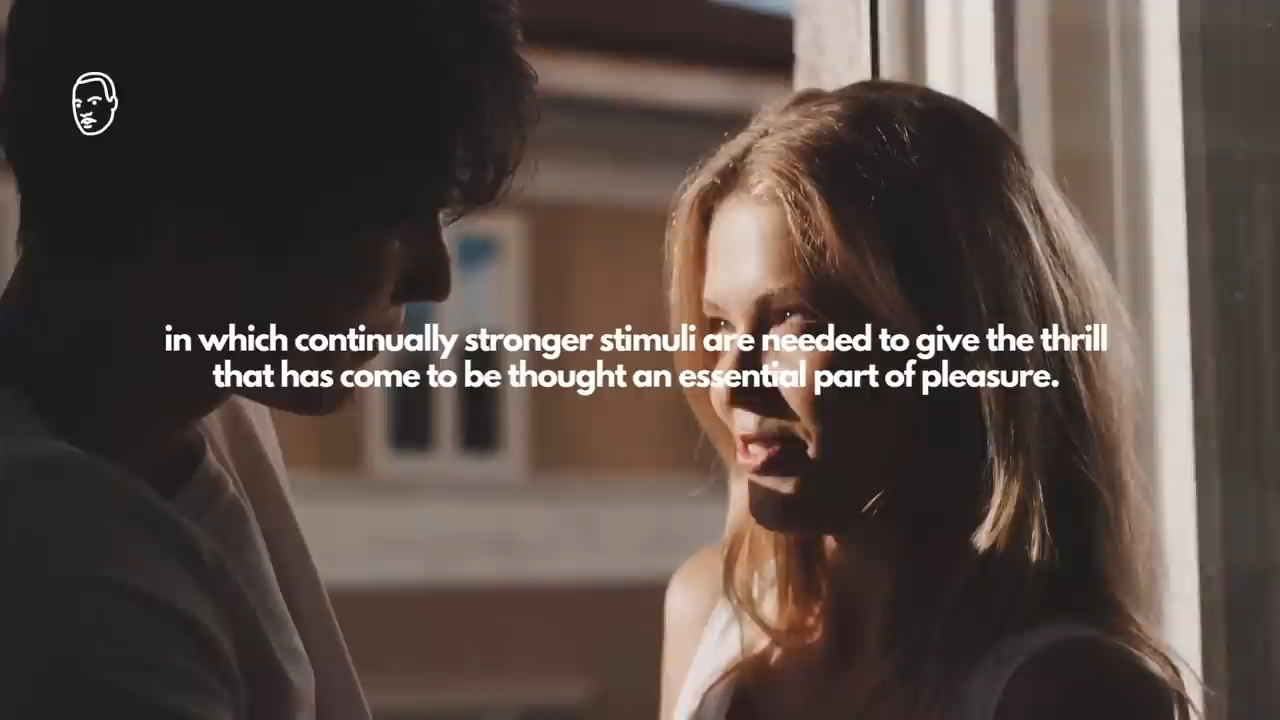 in which continually stronger stimuli are needed to give the thrill
that has come to be thought an essential part of pleasure.